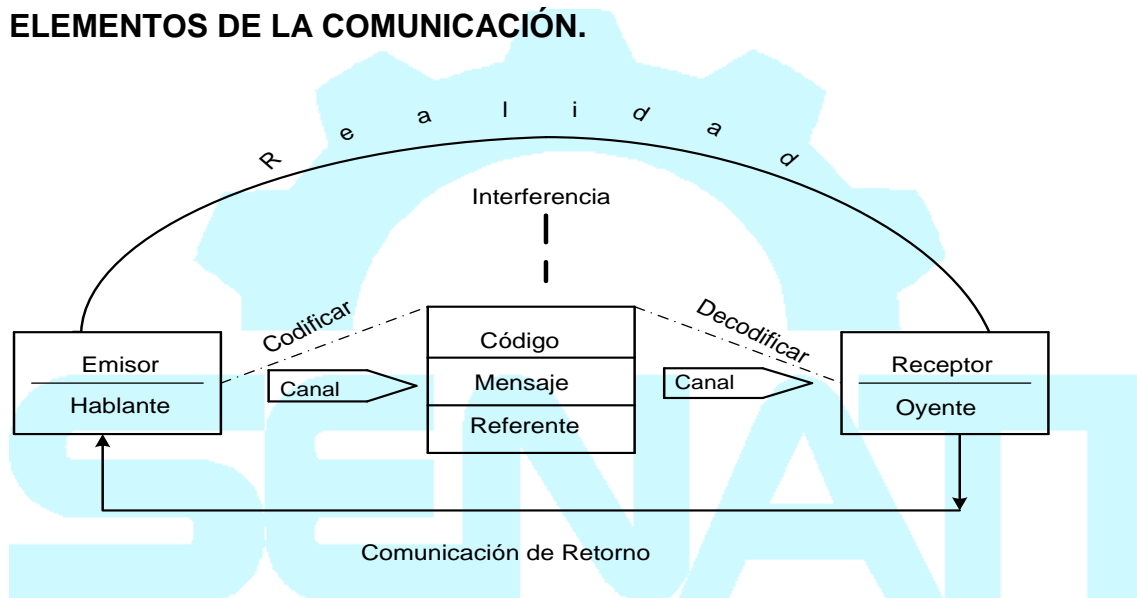 ELEMENTOS DE LA COMUNICACIÓN.
Realidad
Interferencia
Codificar
Decodificar
Emisor
Hablante
Canal
Código
Mensaje
Referente
Canal
Receptor
Oyente
Comunicación de Retorno
SENATI